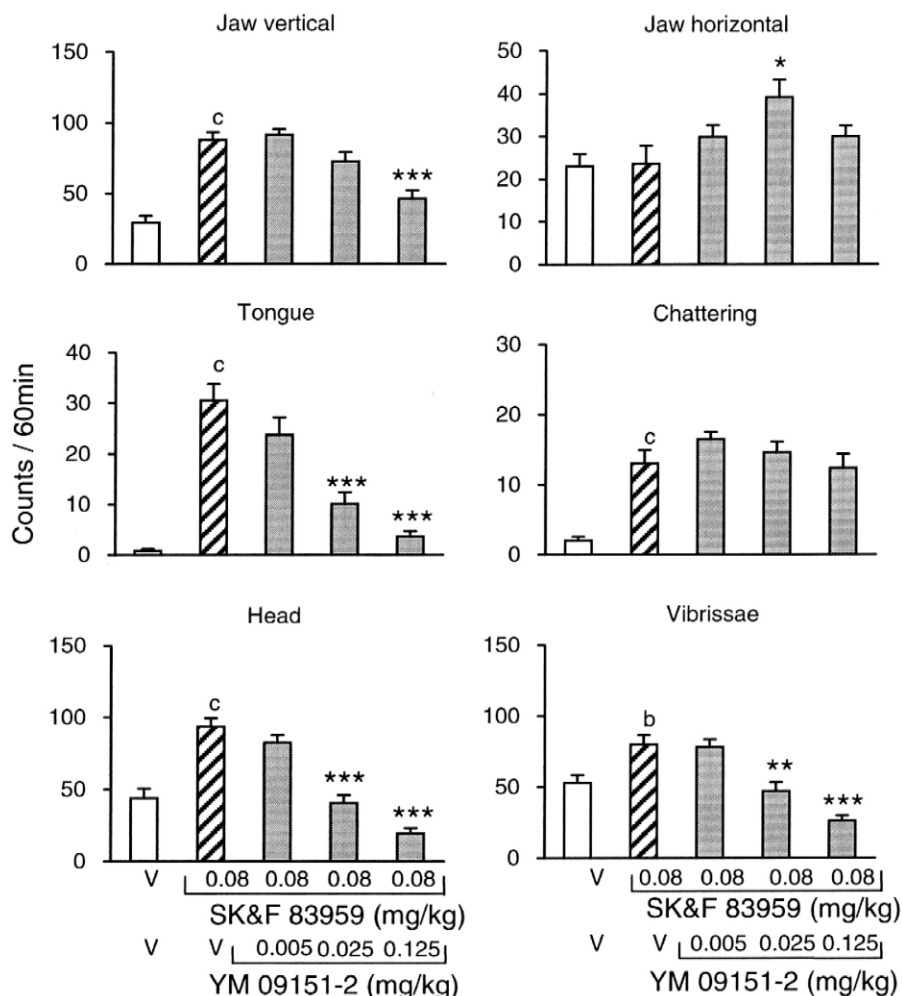 Jaw vertical
150
100
50
0
c
***
Jaw horizontal
50
40
30
20
10
0
*
Counts / 60min
Tongue
40
30
20
10
0
c
***
***
Chattering
30
20
10
0
c
Head
150
100
50
0
c
***
***
V 0.08 0.08 0.08 0.08
SK&F 83959 (mg/kg)
V V 0.005 0.025 0.125
YM 09151-2 (mg/kg)
Vibrissae
150
100
50
0
b
**
***
V 0.08 0.08 0.08 0.08
SK&F 83959 (mg/kg)
V V 0.005 0.025 0.125
YM 09151-2 (mg/kg)